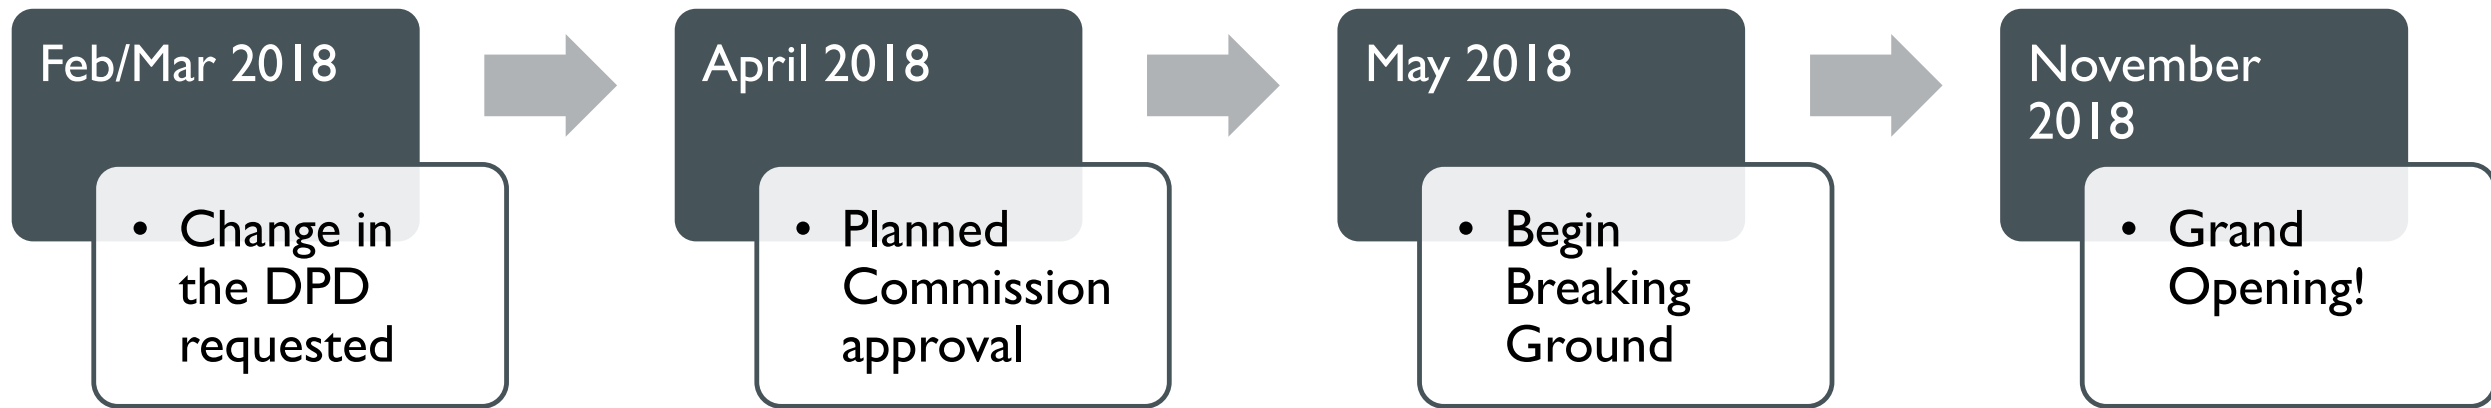 Feb/Mar 2018
• Change in
the DPD
requested
April 2018
• Planned
Commission
approval
May 2018
• Begin
Breaking
Ground
November
2018
• Grand
Opening!